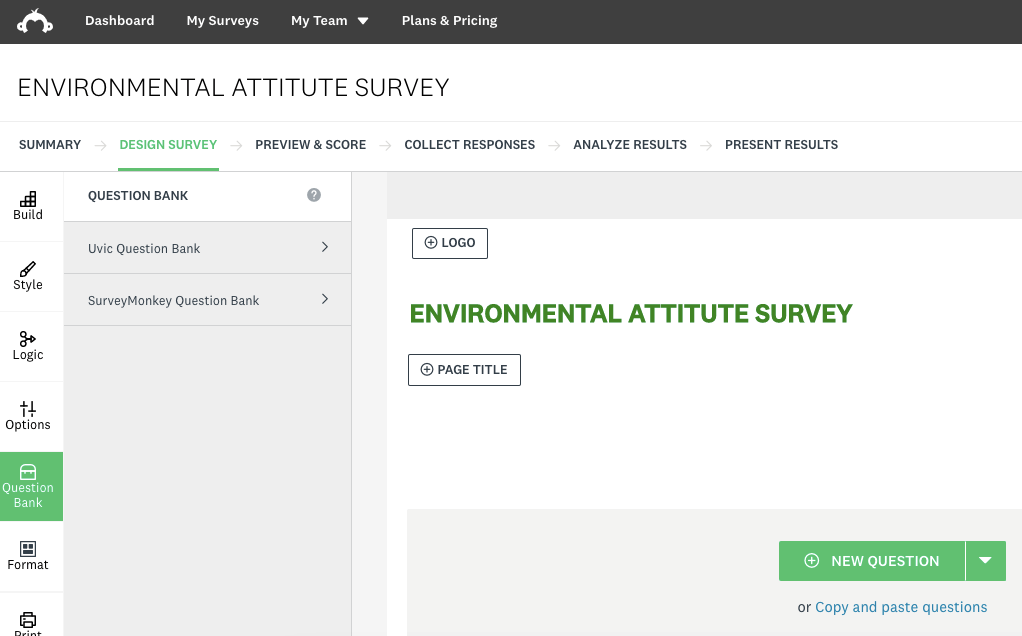 Dashboard My Surveys My Team Plans & Pricing
ENVIRONMENTAL ATTITUTE SURVEY
SUMMARY DESIGN SURVEY PREVIEW & SCORE COLLECT RESPONSES ANALYZE RESULTS PRESENT RESULTS
Build
Style
Logic
Options
Question
Bank
Format
Print
QUESTION BANK ?
Uvic Question Bank
SurveyMonkey Question Bank
LOGO
ENVIRONMENTAL ATTITUTE SURVEY
PAGE TITLE
NEW QUESTION
or Copy and paste questions